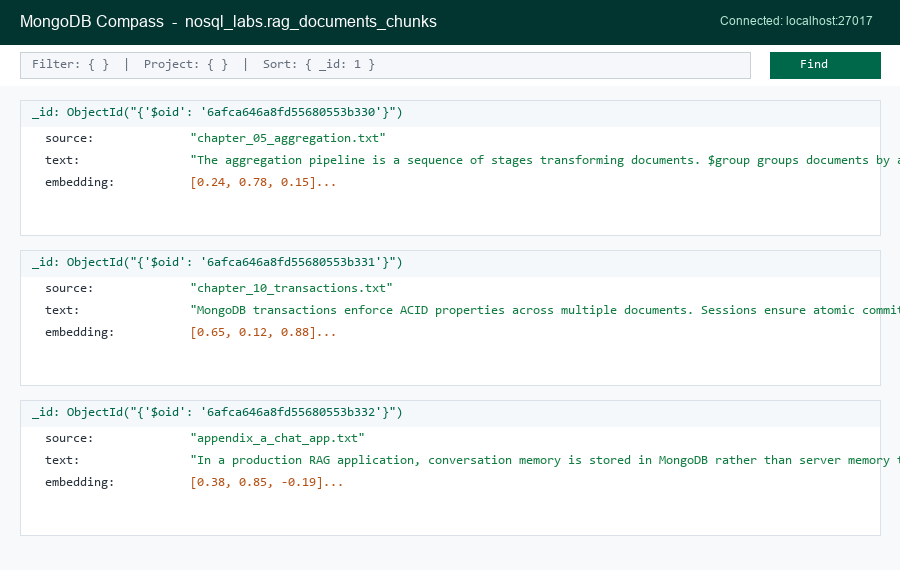 MongoDB Compass - nosql_labs.rag_documents_chunks
Connected: localhost:27017
Filter: { } | Project: { } | Sort: { _id: 1 }
Find
_id: ObjectId("{'$oid': '6afca646a8fd55680553b330'}")
source: "chapter_05_aggregation.txt"
text: "The aggregation pipeline is a sequence of stages transforming documents. $group groups documents by
embedding: [0.24, 0.78, 0.15]...
_id: ObjectId("{'$oid': '6afca646a8fd55680553b331'}")
source: "chapter_10_transactions.txt"
text: "MongoDB transactions enforce ACID properties across multiple documents. Sessions ensure atomic
embedding: [0.65, 0.12, 0.88]...
_id: ObjectId("{'$oid': '6afca646a8fd55680553b332'}")
source: "appendix_a_chat_app.txt"
text: "In a production RAG application, conversation memory is stored in MongoDB rather than server memory
embedding: [0.38, 0.85, -0.19]...